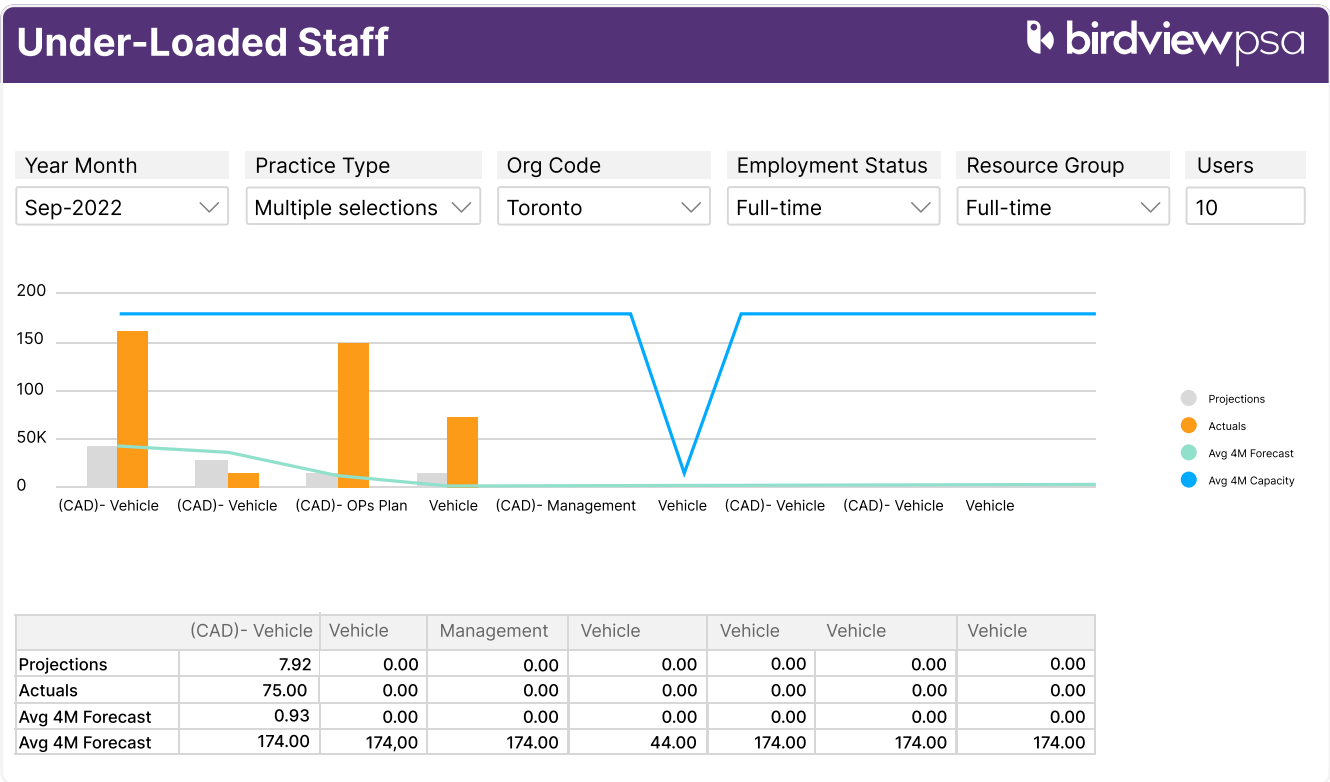 Under-Loaded Staff
birdviewpsa
Year Month Practice Type Org Code Employment Status Resource Group Users
Sep-2022 Multiple selections Toronto Full-time Full-time 10
200
150
100
50K
0
(CAD)- Vehicle (CAD)- Vehicle (CAD)- OPs Plan Vehicle (CAD)- Management Vehicle (CAD)- Vehicle (CAD)- Vehicle Vehicle
Projections
Actuals
Avg 4M Forecast
Avg 4M Capacity
(CAD)- Vehicle Vehicle Management Vehicle Vehicle Vehicle Vehicle
Projections 7.92 0.00 0.00 0.00 0.00 0.00 0.00
Actuals 75.00 0.00 0.00 0.00 0.00 0.00 0.00
Avg 4M Forecast 0.93 0.00 0.00 0.00 0.00 0.00 0.00
Avg 4M Forecast 174.00 174,00 174.00 44.00 174.00 174.00 174.00